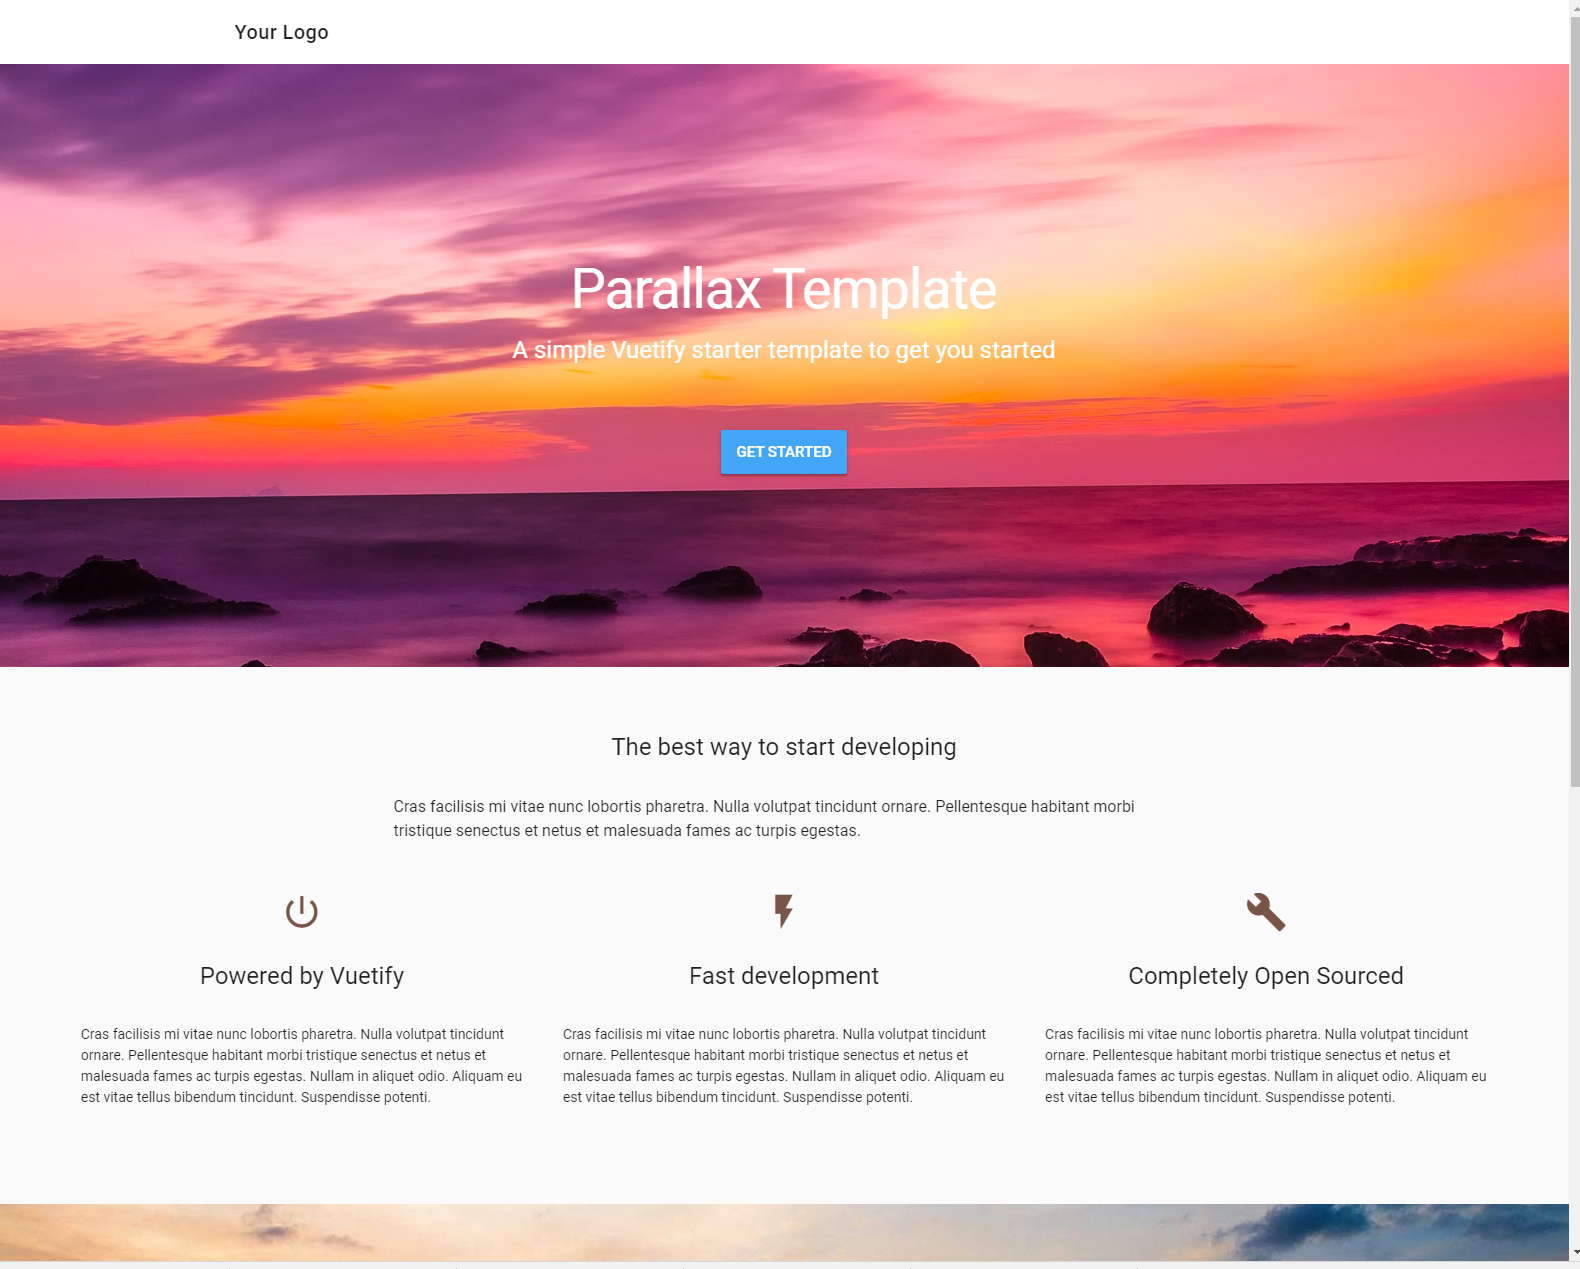 Your Logo
Parallax Template
A simple Vuetify starter template to get you started
GET STARTED
The best way to start developing
Cras facilisis mi vitae nunc lobortis pharetra. Nulla volutpat tincidunt ornare. Pellentesque habitant morbi
tristique senectus et netus et malesuada fames ac turpis egestas.
Powered by Vuetify
Cras facilisis mi vitae nunc lobortis pharetra. Nulla volutpat tincidunt
ornare. Pellentesque habitant morbi tristique senectus et netus et
malesuada fames ac turpis egestas. Nullam in aliquet odio. Aliquam eu
est vitae tellus bibendum tincidunt. Suspendisse potenti.
Fast development
Cras facilisis mi vitae nunc lobortis pharetra. Nulla volutpat tincidunt
ornare. Pellentesque habitant morbi tristique senectus et netus et
malesuada fames ac turpis egestas. Nullam in aliquet odio. Aliquam eu
est vitae tellus bibendum tincidunt. Suspendisse potenti.
Completely Open Sourced
Cras facilisis mi vitae nunc lobortis pharetra. Nulla volutpat tincidunt
ornare. Pellentesque habitant morbi tristique senectus et netus et
malesuada fames ac turpis egestas. Nullam in aliquet odio. Aliquam eu
est vitae tellus bibendum tincidunt. Suspendisse potenti.